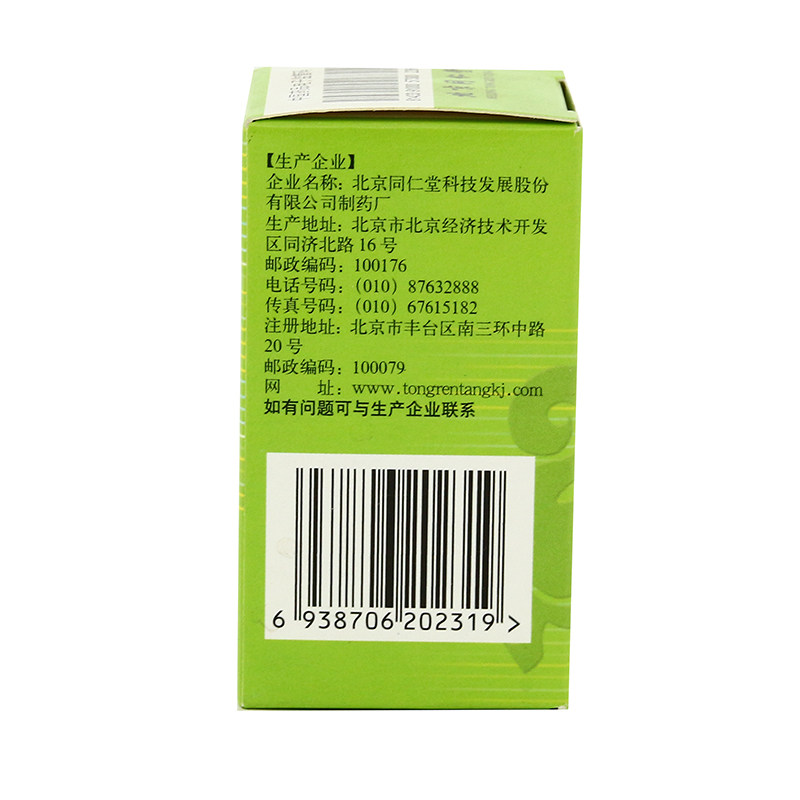 【生产企业】
企业名称：北京同仁堂科技发展股份
有限公司制药厂
生产地址：北京市北京经济技术开发
区同济北路16号
邮政编码：100176
电话号码：（010）87632888
传真号码：（010）67615182
注册地址：北京市丰台区南三环中路
20号
邮政编码：100079
网　　址：www.tongrentangkj.com
如有问题可与生产企业联系
6 938706 202319 >